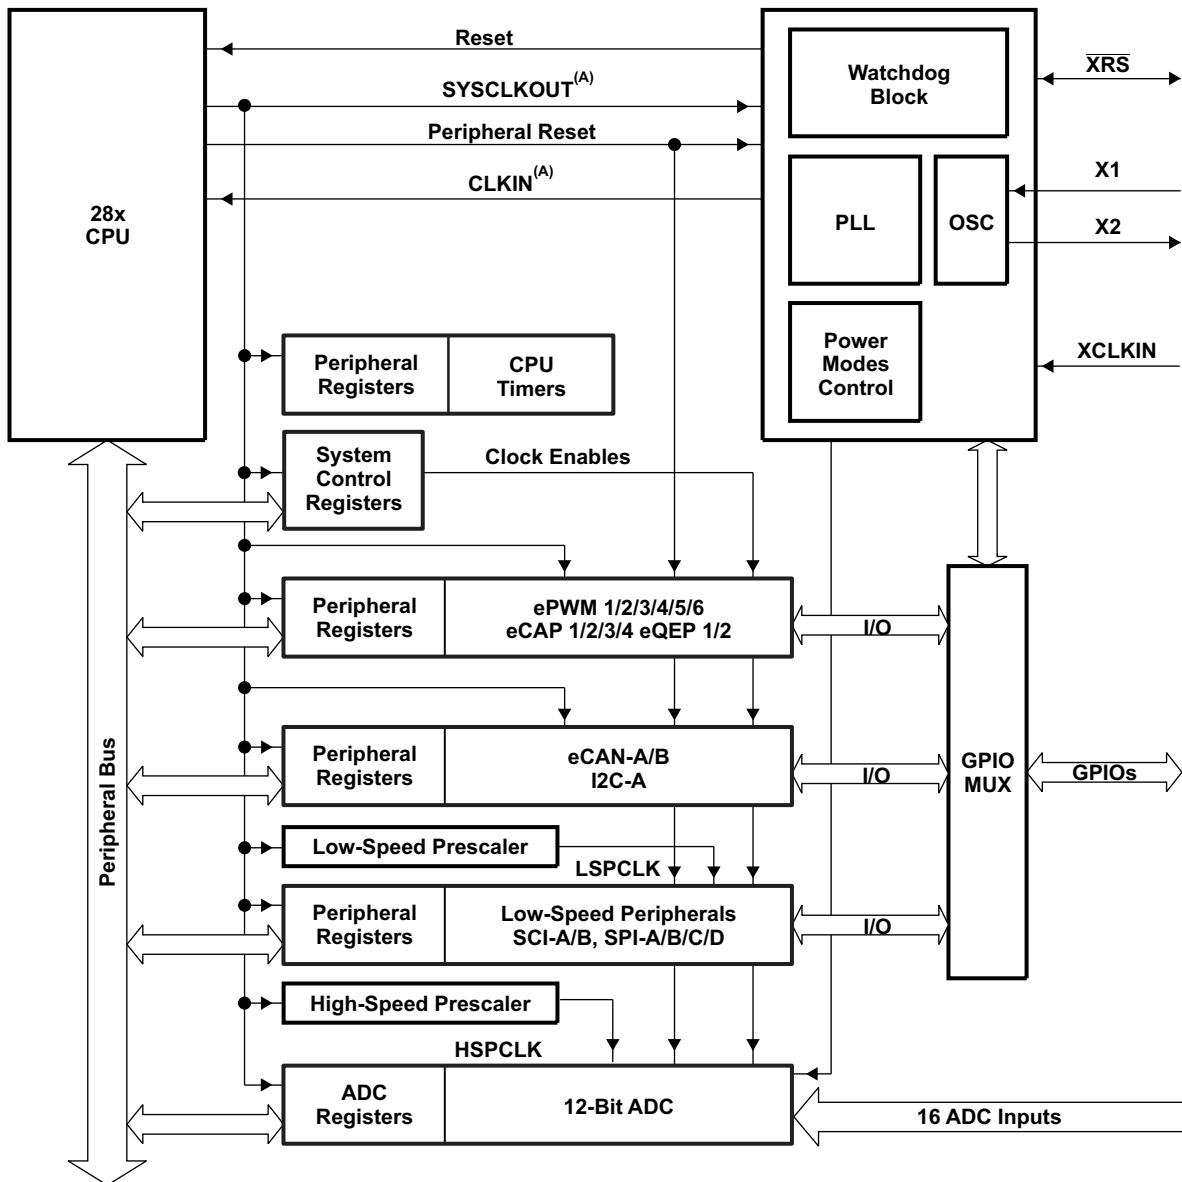 Reset
SYSCLKOUT(A)
Peripheral Reset
CLKIN(A)
28x
CPU
Watchdog
Block
XRS
X1
PLL
OSC
X2
Power
Modes
Control
XCLKIN
Peripheral
Registers
CPU
Timers
System
Control
Registers
Clock Enables
Peripheral
Registers
ePWM 1/2/3/4/5/6
eCAP 1/2/3/4 eQEP 1/2
I/O
Peripheral Bus
Peripheral
Registers
eCAN-A/B
I2C-A
I/O
GPIO
MUX
GPIOs
Low-Speed Prescaler
LSPCLK
Peripheral
Registers
Low-Speed Peripherals
SCI-A/B, SPI-A/B/C/D
I/O
High-Speed Prescaler
HSPCLK
ADC
Registers
12-Bit ADC
16 ADC Inputs